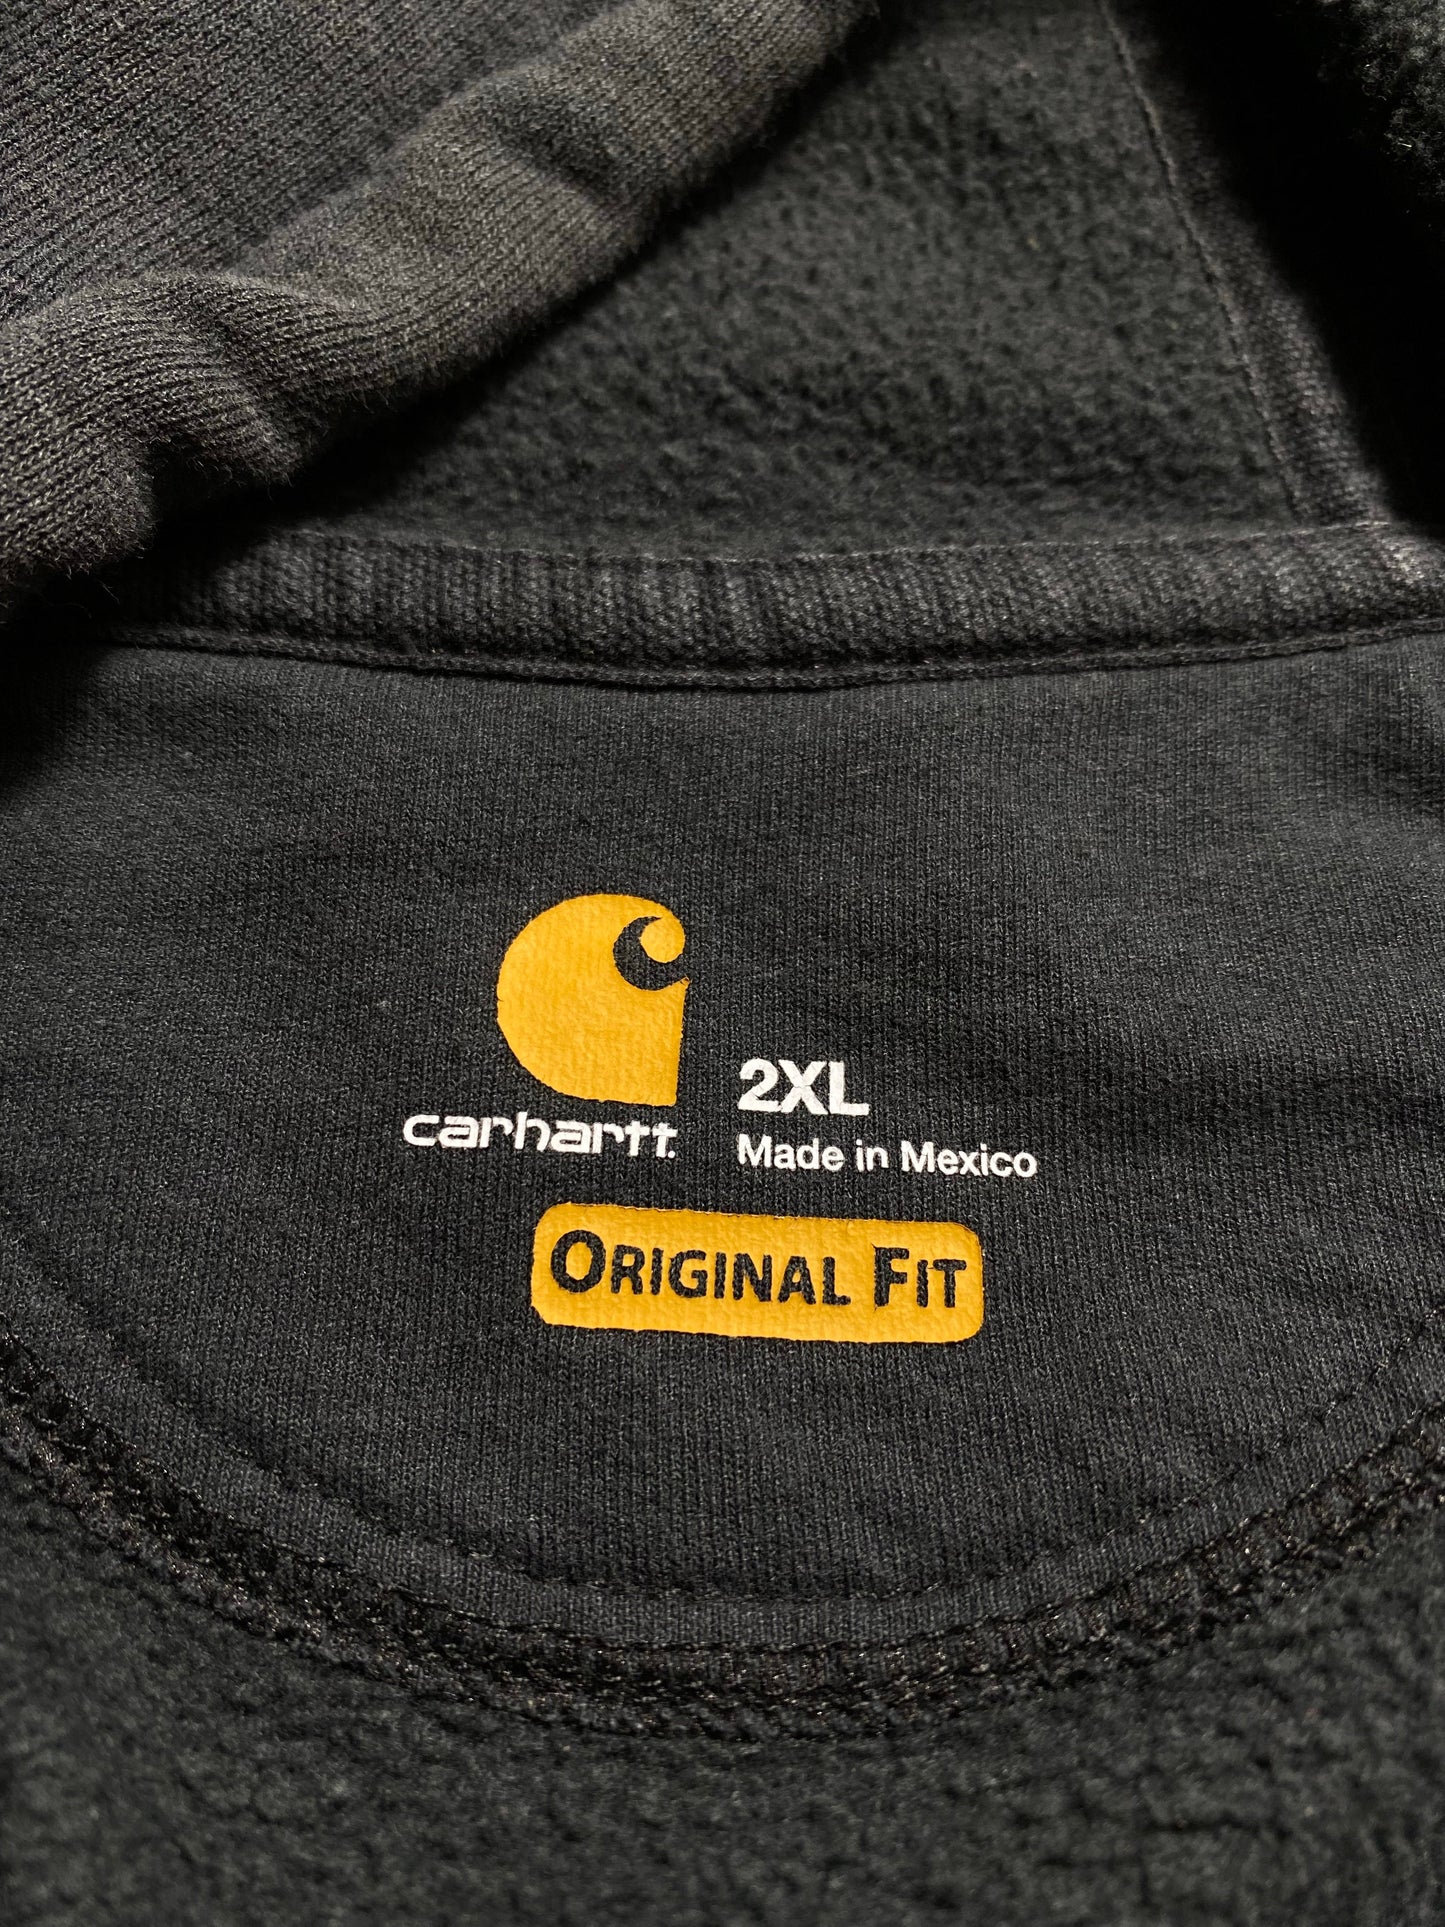 carhartt.
2XL
Made in Mexico
ORIGINAL FIT